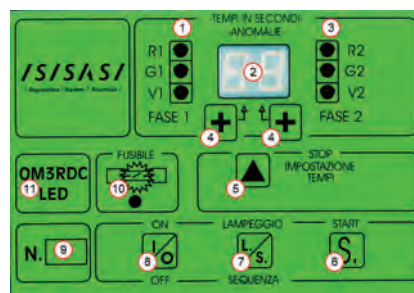 -TEMPI IN SECONDI-
-ANOMALIE-
1
3
R1
R2
G1
2
G2
V1
V2
/S/SAS/
FASE 1
4
4
FASE 2
OM3RDC
LED
11
FUSIBILE
10
STOP
IMPOSTAZIONE
TEMPI
5
N.
9
ON
I/O
8
OFF
LAMPEGGIO
L./S.
7
SEQUENZA
START
S.
6